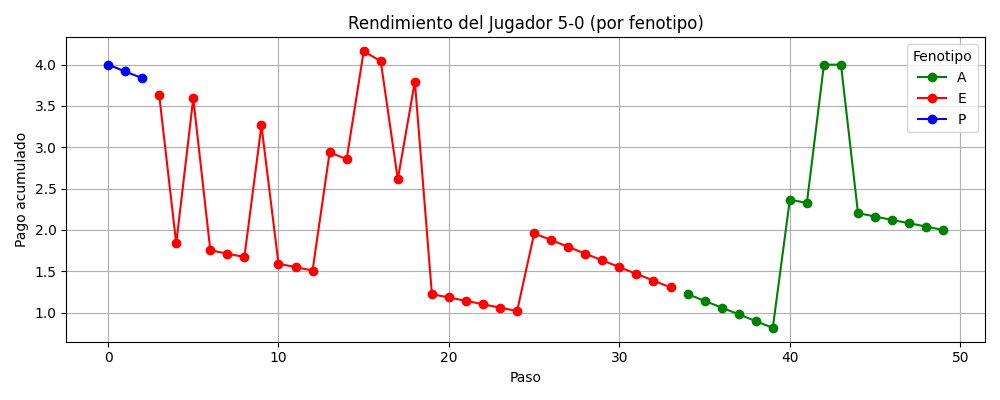 Rendimiento del Jugador 5-0 (por fenotipo)
Pago acumulado
4.0
3.5
3.0
2.5
2.0
1.5
1.0
Fenotipo
A
E
P
0 10 20 30 40 50
Paso